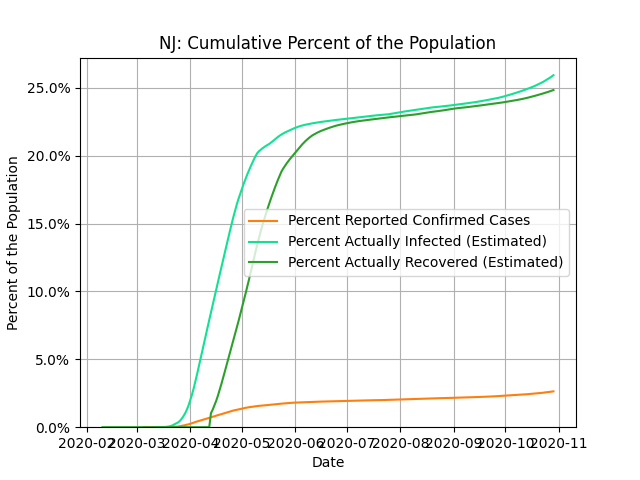 NJ: Cumulative Percent of the Population
Percent of the Population
25.0%
20.0%
15.0%
10.0%
5.0%
0.0%
Percent Reported Confirmed Cases
Percent Actually Infected (Estimated)
Percent Actually Recovered (Estimated)
2020-02 2020-03 2020-04 2020-05 2020-06 2020-07 2020-08 2020-09 2020-10 2020-11
Date